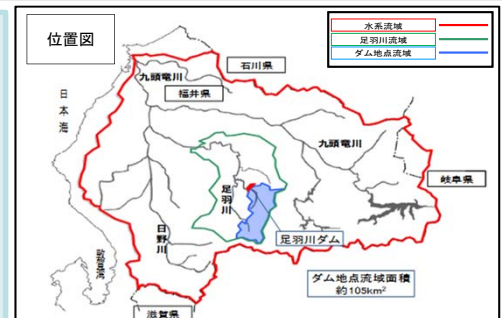 位置図
水系流域
足羽川流域
ダム地点流域
石川県
九頭竜川
福井県
日本海
九頭竜川
岐阜県
足羽川
日野川
足羽川ダム
敦賀湾
ダム地点流域面積
約105km²
滋賀県